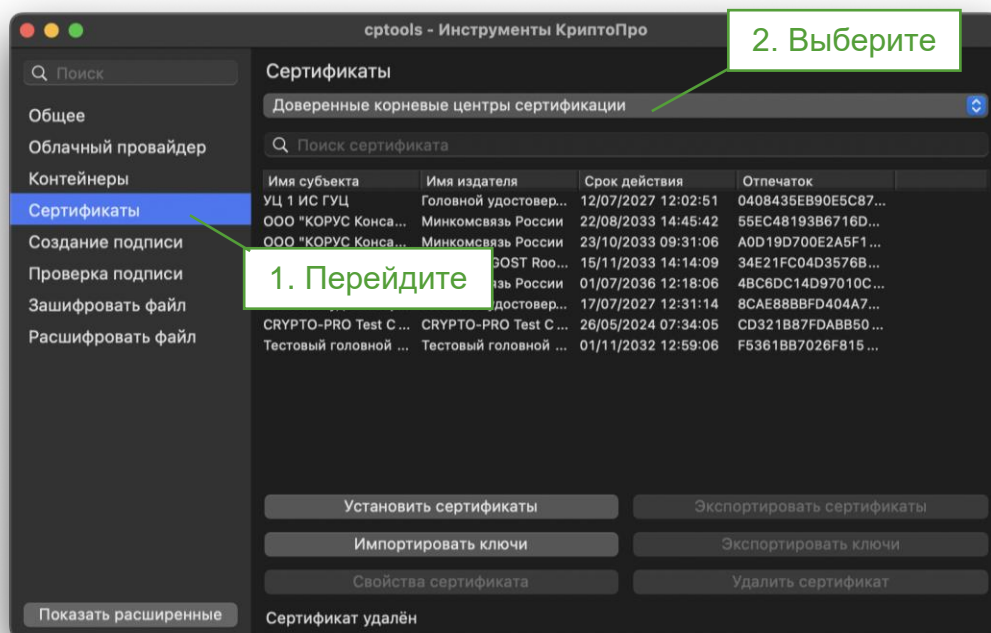 cptools - Инструменты КриптоПро
2. Выберите
Поиск
Общее
Облачный провайдер
Контейнеры
Сертификаты
Создание подписи
Проверка подписи
Зашифровать файл
Расшифровать файл
Показать расширенные
1. Перейдите
Сертификаты
Доверенные корневые центры сертификации
Поиск сертификата
Имя субъекта Имя издателя Срок действия Отпечаток
УЦ 1 ИС ГУЦ Головной удостовер... 12/07/2027 12:02:51 0408435EB90E5C87...
ООО "КОРУС Конса... Минкомсвязь России 22/08/2033 14:45:42 55EC48193B6716D...
ООО "КОРУС Конса... Минкомсвязь России 23/10/2033 09:31:06 A0D19D700E2A5F1...
GOST Roo... 15/11/2033 14:14:09 34E21FC04D3576B...
России 01/07/2036 12:18:06 4BC6DC14D97010C...
17/07/2027 12:31:14 8CAE88BBFD404A7...
CRYPTO-PRO Test C... CRYPTO-PRO Test C... 26/05/2024 07:34:05 CD321B87FDABB50...
Тестовый головной ... Тестовый головной ... 01/11/2032 12:59:06 F5361BB7026F815...
Установить сертификаты Экспортировать сертификаты
Импортировать ключи Экспортировать ключи
Свойства сертификата Удалить сертификат
Сертификат удалён